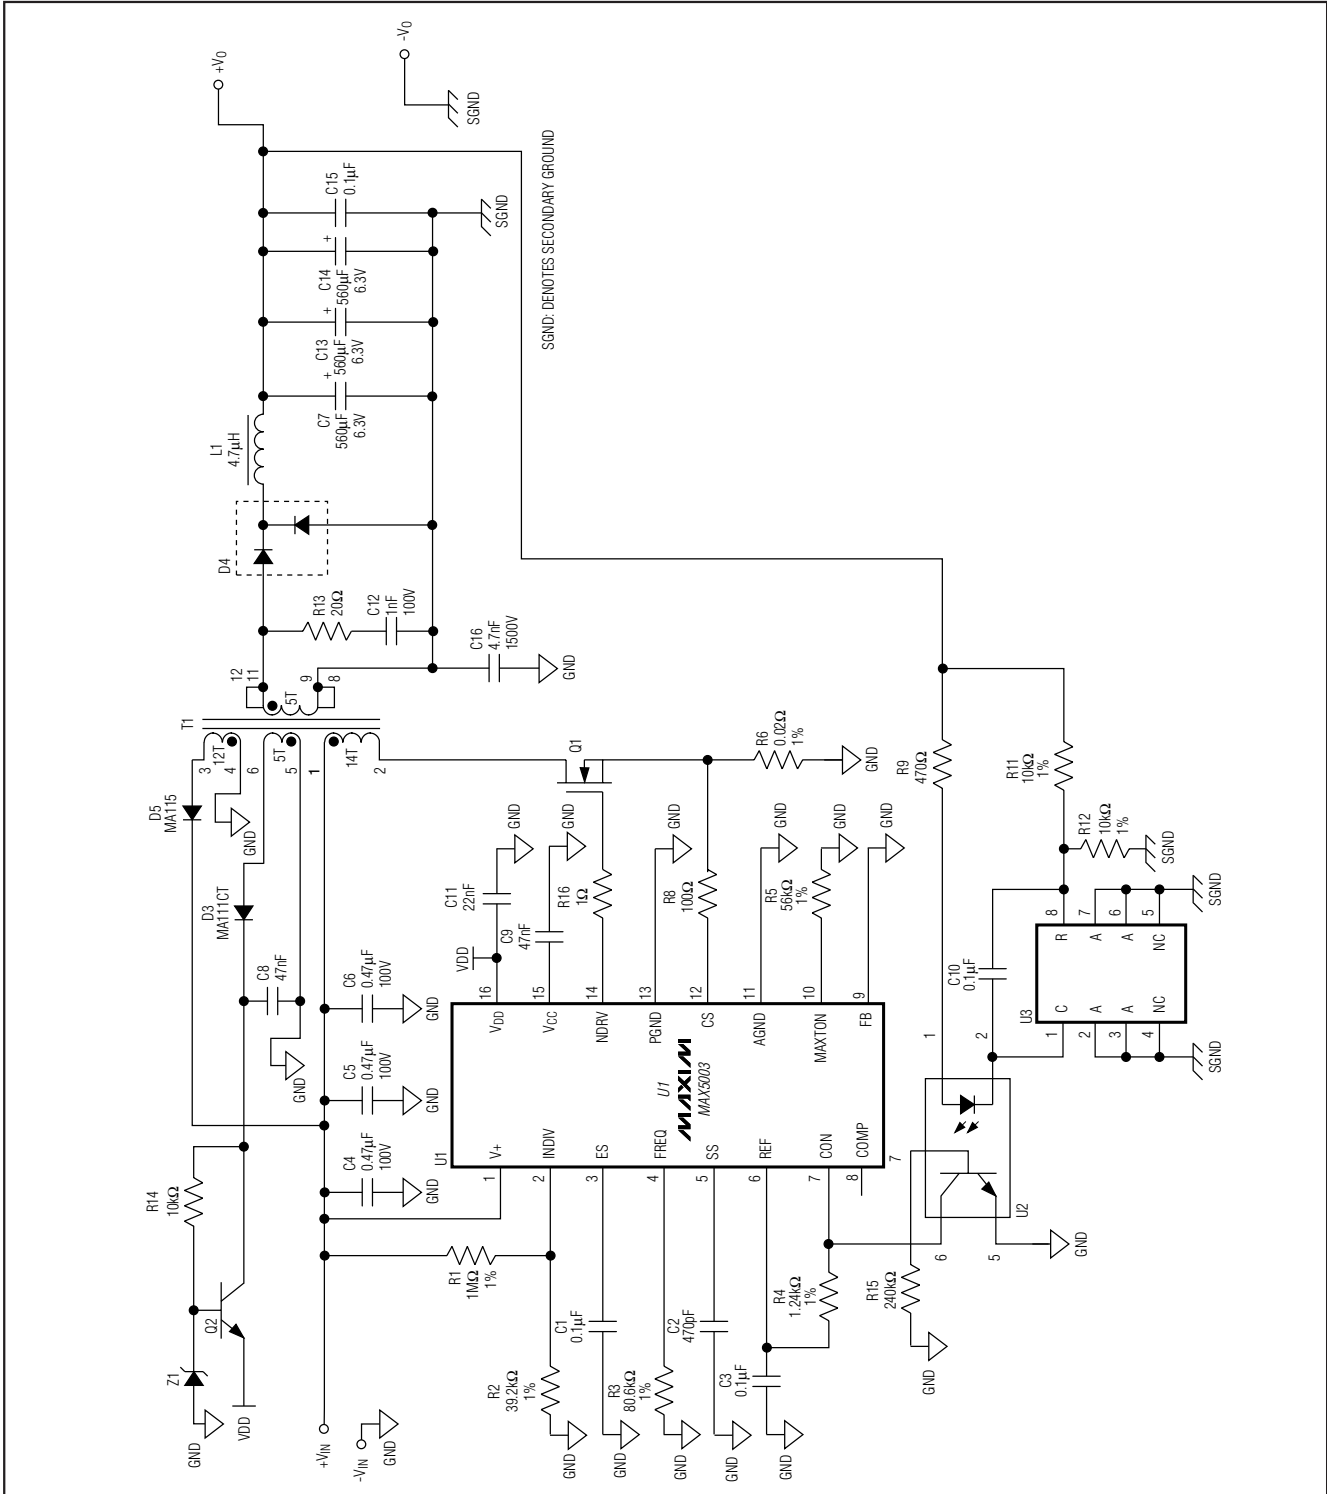 +VO
-VO
SGND
SGND: DENOTES SECONDARY GROUND
C15
0.1µF
SGND
C14
560µF
6.3V
+
C13
560µF
6.3V
+
C7
560µF
6.3V
+
L1
4.7µH
D4
R13
20Ω
C12
1nF
100V
C16
4.7nF
1500V
GND
12
11
9
8
5T
T1
3
12T
4
6
5T
5
1
14T
2
D5
MA115
GND
D3
MA111CT
C8
47nF
GND
C6
0.47µF
100V
GND
C5
0.47µF
100V
GND
C4
0.47µF
100V
GND
R14
10kΩ
Q2
Z1
GND
VDD
+VIN
-VIN
GND
R1
1MΩ
1%
R2
39.2kΩ
1%
GND
C1
0.1µF
GND
R3
80.6kΩ
1%
GND
C2
470pF
GND
C3
0.1µF
GND
R4
1.24kΩ
1%
VDD
C11
22nF
GND
C9
47nF
GND
R16
1Ω
Q1
GND
R8
100Ω
R6
0.02Ω
1%
GND
GND
R5
56kΩ
1%
GND
GND
U1
16
VDD
15
VCC
14
NDRV
13
PGND
12
CS
11
AGND
10
MAXTON
9
FB
U1
MAXIM
MAX5003
V+
1
INDIV
2
ES
3
FREQ
4
SS
5
REF
6
CON
7
COMP
8
R9
470Ω
R11
10kΩ
1%
R12
10kΩ
1%
SGND
C10
0.1µF
U3
8
R
7
A
6
A
5
NC
SGND
C
1
A
2
A
3
NC
4
SGND
1
2
7
U2
6
5
GND
R15
240kΩ
GND